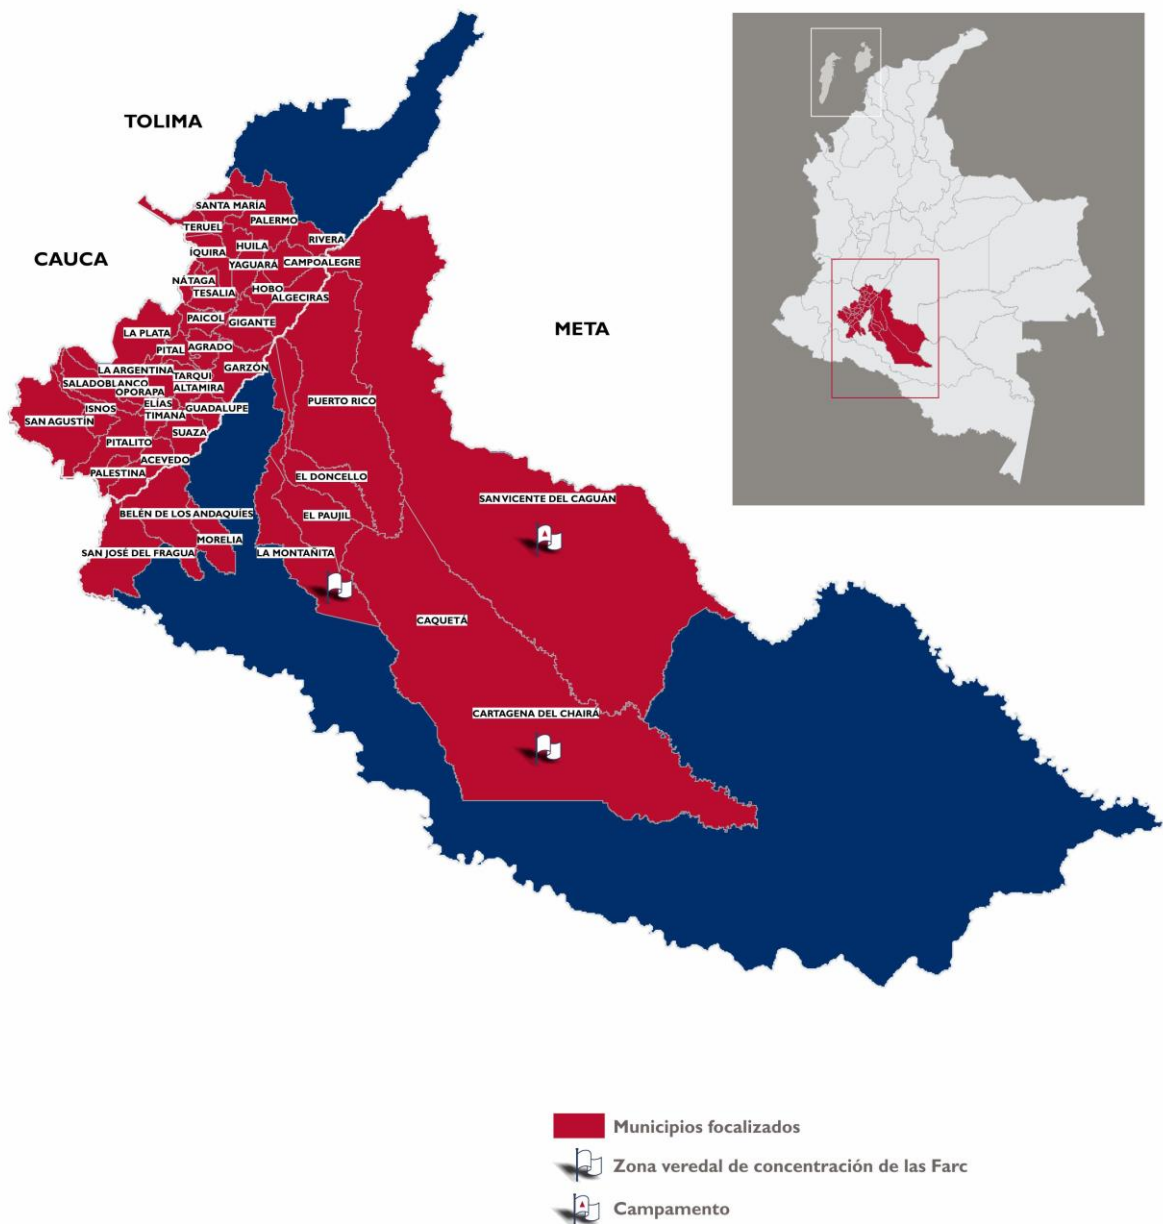 TOLIMA
SANTA MARÍA
PALERMO
TERUEL
RIVERA
HUILA
ÍQUIRA
CAUCA
YAGUARÁ
CAMPOALEGRE
NÁTAGA
HOBO
TESALIA
ALGECIRAS
PAICOL
GIGANTE
META
LA PLATA
PITAL
AGRADO
GARZÓN
LA ARGENTINA
TARQUI
SALADOBLANCO
ALTAMIRA
OPORAPA
PUERTO RICO
ELÍAS
ISNOS
GUADALUPE
TIMANÁ
SAN AGUSTÍN
SUAZA
PITALITO
ACEVEDO
PALESTINA
EL DONCELLO
SAN VICENTE DEL CAGUÁN
BELÉN DE LOS ANDAQUÍES
EL PAUJIL
MORELIA
SAN JOSÉ DEL FRAGUA
LA MONTAÑITA
CAQUETÁ
CARTAGENA DEL CHAIRÁ
Municipios focalizados
Zona veredal de concentración de las Farc
Campamento